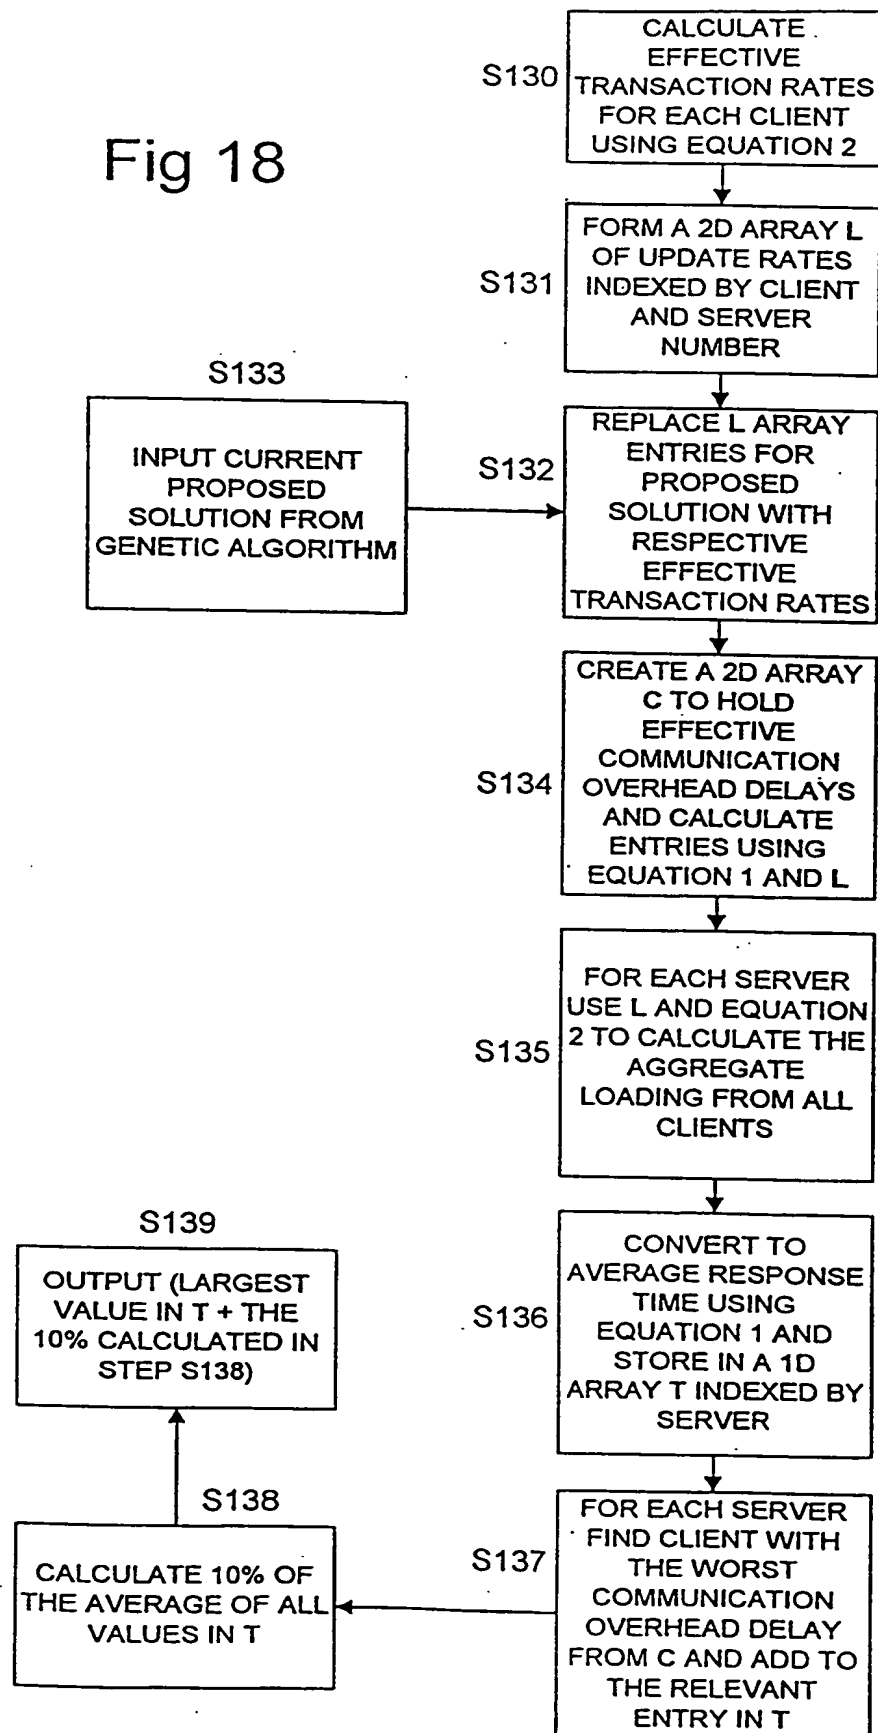 Fig 18
S130
CALCULATE
EFFECTIVE
TRANSACTION RATES
FOR EACH CLIENT
USING EQUATION 2
S131
FORM A 2D ARRAY L
OF UPDATE RATES
INDEXED BY CLIENT
AND SERVER
NUMBER
S133
INPUT CURRENT
PROPOSED
SOLUTION FROM
GENETIC ALGORITHM
S132
REPLACE L ARRAY
ENTRIES FOR
PROPOSED
SOLUTION WITH
RESPECTIVE
EFFECTIVE
TRANSACTION RATES
S134
CREATE A 2D ARRAY
C TO HOLD
EFFECTIVE
COMMUNICATION
OVERHEAD DELAYS
AND CALCULATE
ENTRIES USING
EQUATION 1 AND L
S135
FOR EACH SERVER
USE L AND EQUATION
2 TO CALCULATE THE
AGGREGATE
LOADING FROM ALL
CLIENTS
S136
CONVERT TO
AVERAGE RESPONSE
TIME USING
EQUATION 1 AND
STORE IN A 1D
ARRAY T INDEXED BY
SERVER
S137
FOR EACH SERVER
FIND CLIENT WITH
THE WORST
COMMUNICATION
OVERHEAD DELAY
FROM C AND ADD TO
THE RELEVANT
ENTRY IN T
S138
CALCULATE 10% OF
THE AVERAGE OF ALL
VALUES IN T
S139
OUTPUT (LARGEST
VALUE IN T + THE
10% CALCULATED IN
STEP S138)